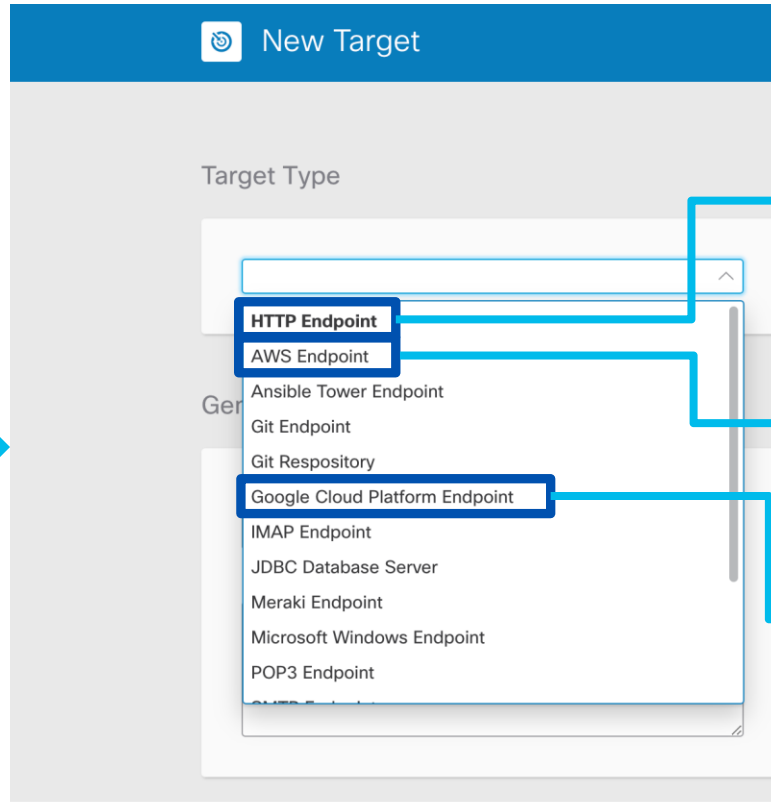 New Target
Target Type
HTTP Endpoint
AWS Endpoint
Ansible Tower Endpoint
Git Endpoint
Git Respository
Google Cloud Platform Endpoint
IMAP Endpoint
JDBC Database Server
Meraki Endpoint
Microsoft Windows Endpoint
POP3 Endpoint